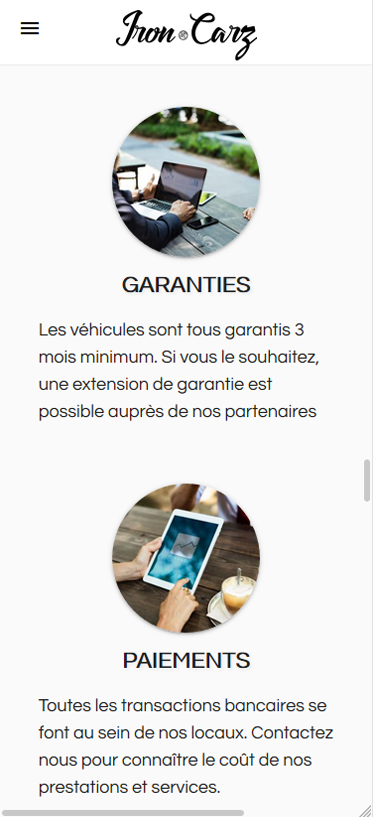 Iron Carz
GARANTIES
Les véhicules sont tous garantis 3
mois minimum. Si vous le souhaitez,
une extension de garantie est
possible auprès de nos partenaires
PAIEMENTS
Toutes les transactions bancaires se
font au sein de nos locaux. Contactez
nous pour connaître le coût de nos
prestations et services.